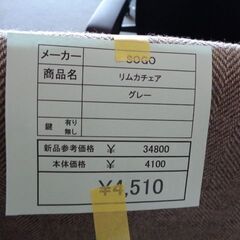 メーカー SOGO
商品名 リムカチェア
グレー
鍵 有り 無し
新品参考価格 ￥ 34800
本体価格 ￥ 4100
￥4,510